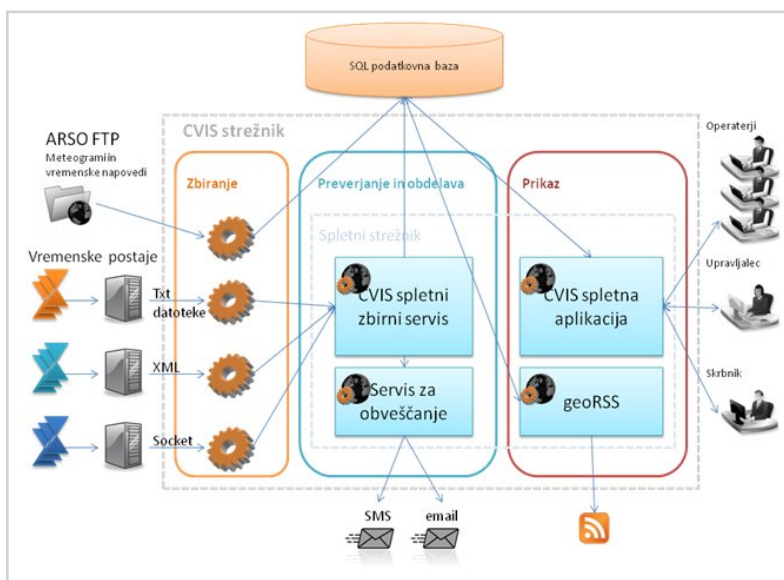 SQL podatkovna baza
CVIS strežnik
ARSO FTP
Meteogrami in
vremenske napovedi
Operaterji
Zbiranje
Preverjanje in obdelava
Prikaz
Spletni strežnik
Vremenske postaje
Txt
datoteke
CVIS spletni
zbirni servis
CVIS spletna
aplikacija
Upravljalec
XML
Servis za
obveščanje
geoRSS
Skrbnik
Socket
SMS
email